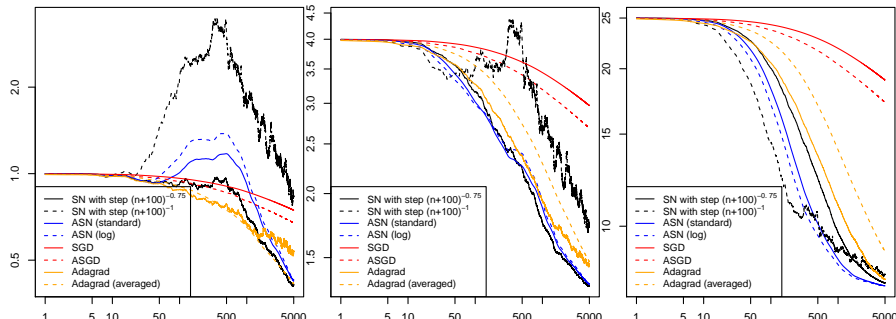 2.0
1.0
0.5
SN with step (n+100)^−0.75
SN with step (n+100)^−1
ASN (standard)
ASN (log)
SGD
ASGD
Adagrad
Adagrad (averaged)
1 5 10 50 500 5000
4.5
4.0
3.5
3.0
2.5
2.0
1.5
SN with step (n+100)^−0.75
SN with step (n+100)^−1
ASN (standard)
ASN (log)
SGD
ASGD
Adagrad
Adagrad (averaged)
1 5 10 50 500 5000
25
20
15
10
SN with step (n+100)^−0.75
SN with step (n+100)^−1
ASN (standard)
ASN (log)
SGD
ASGD
Adagrad
Adagrad (averaged)
1 5 10 50 500 5000